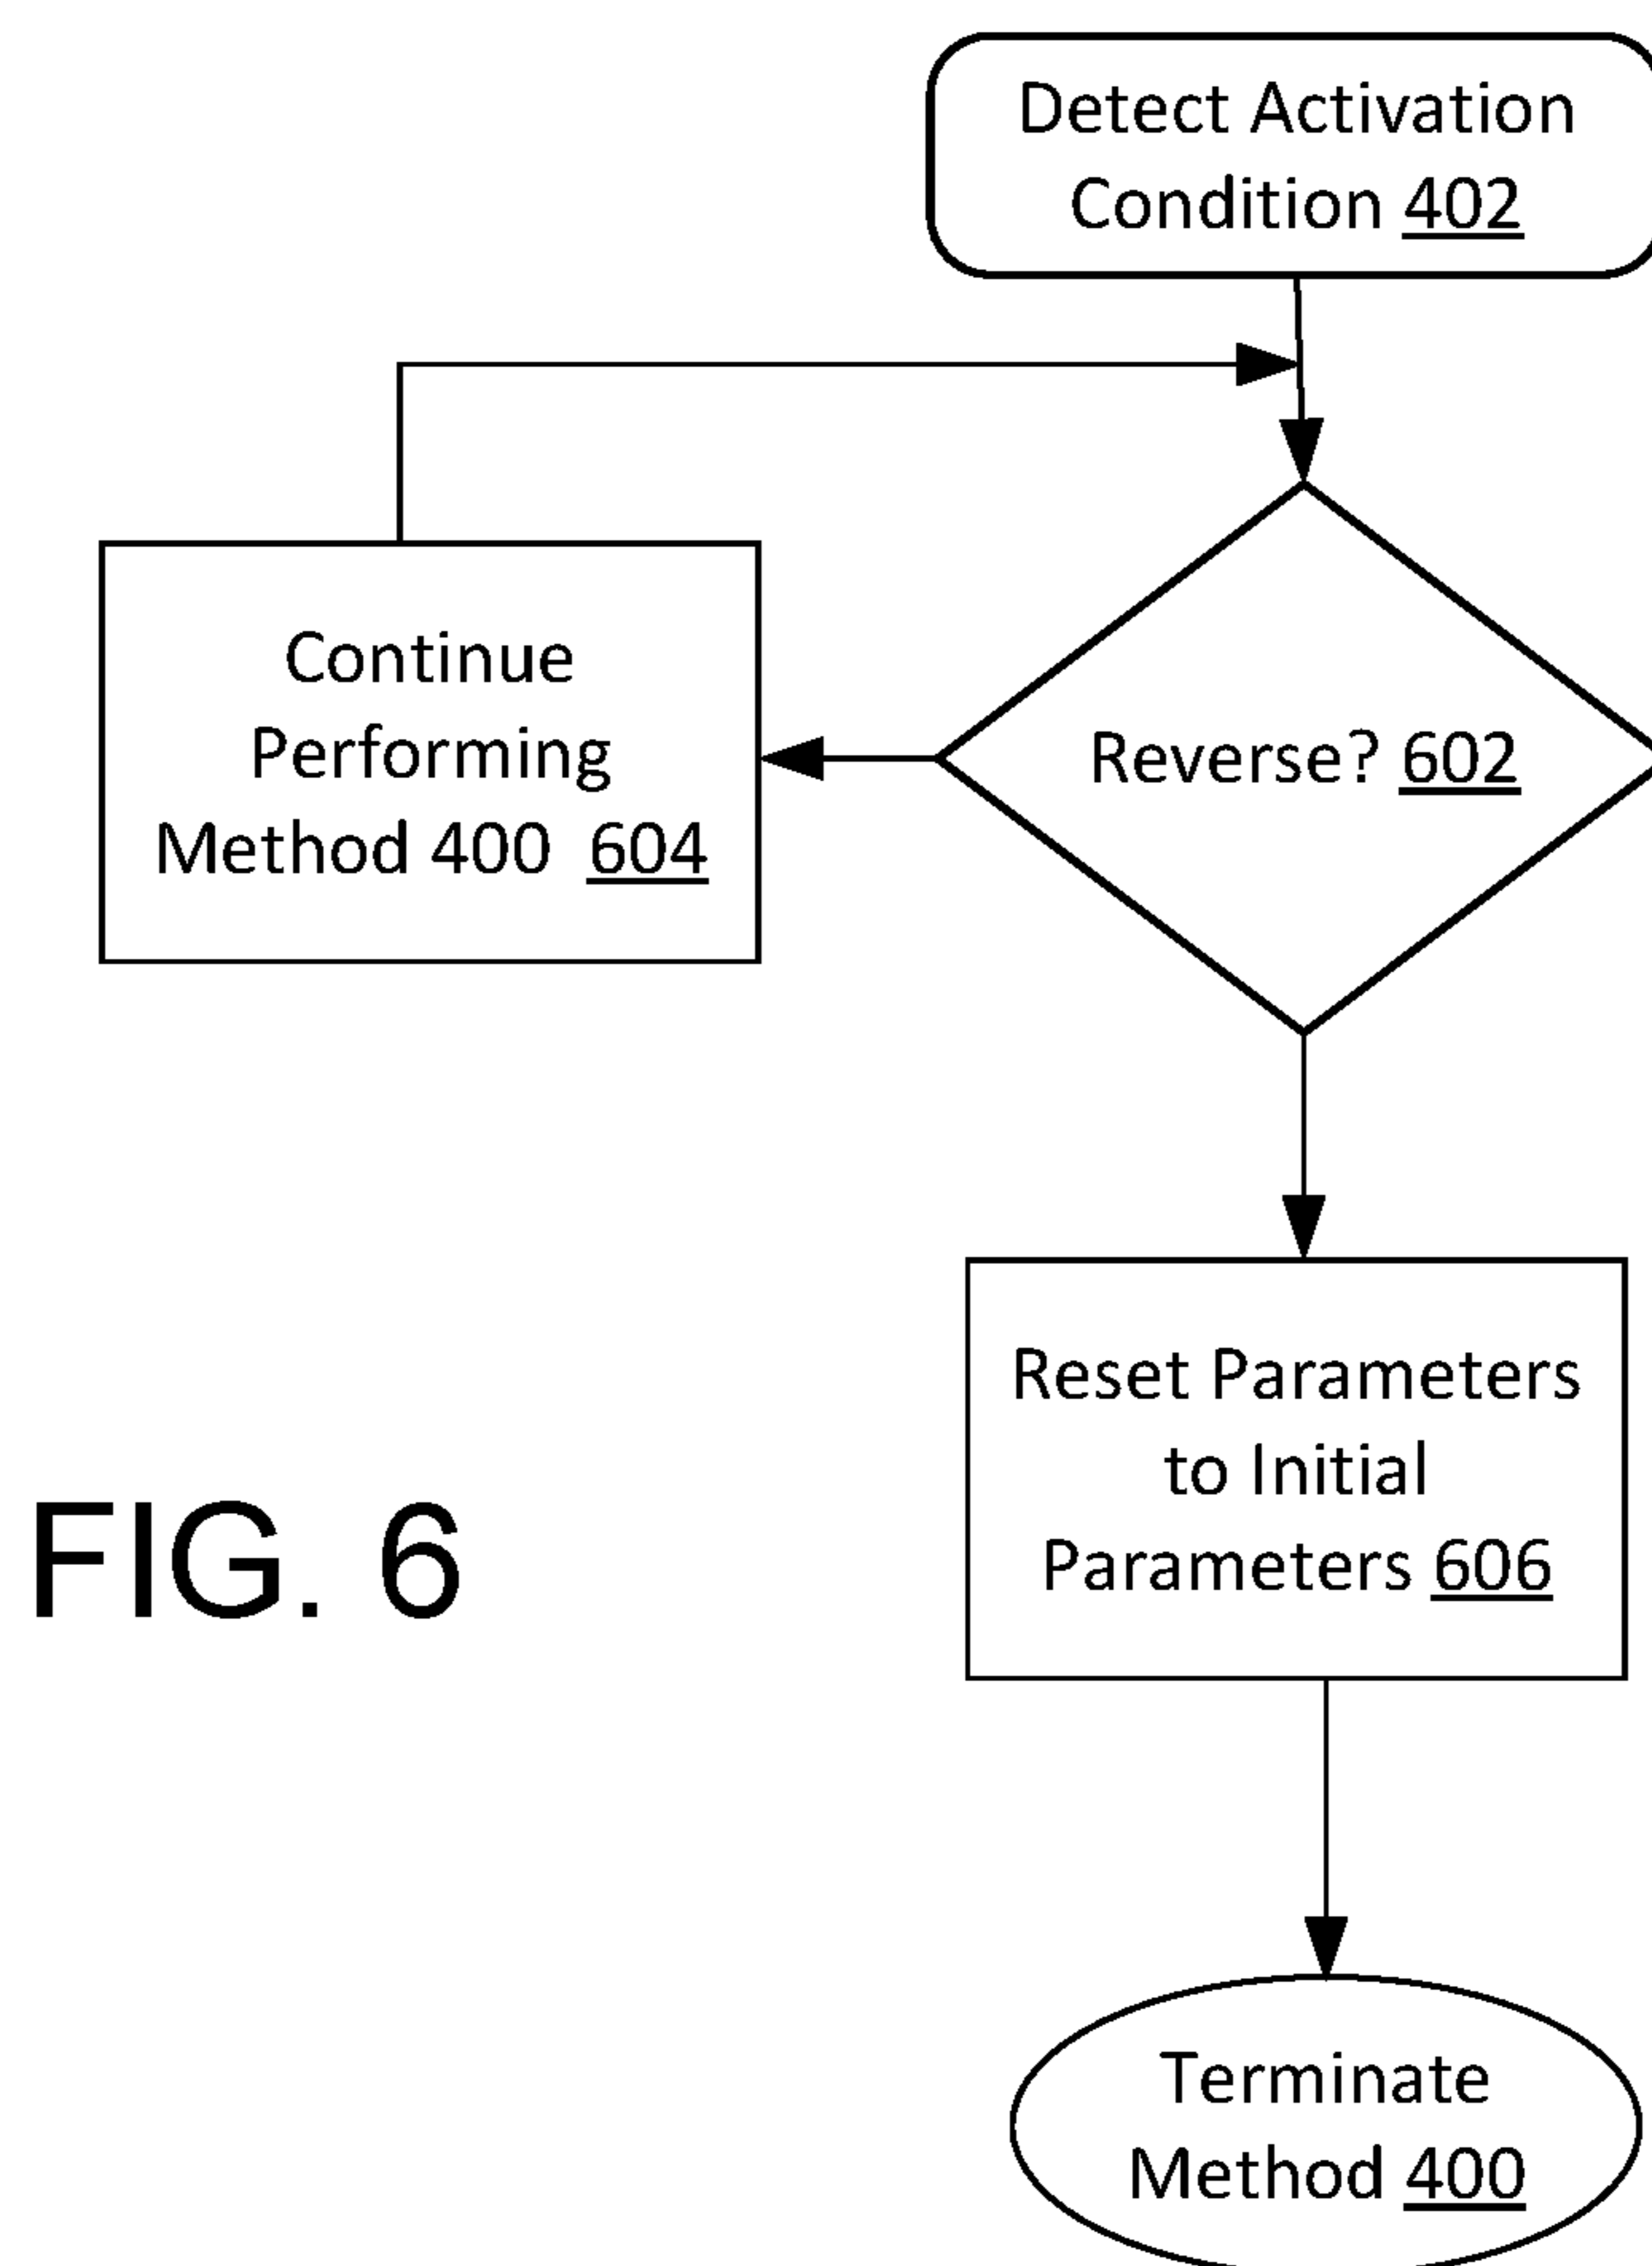 Detect Activation
Condition 402
Continue
Performing
Method 400 604
Reverse? 602
Reset Parameters
to Initial
Parameters 606
FIG. 6
Terminate
Method 400